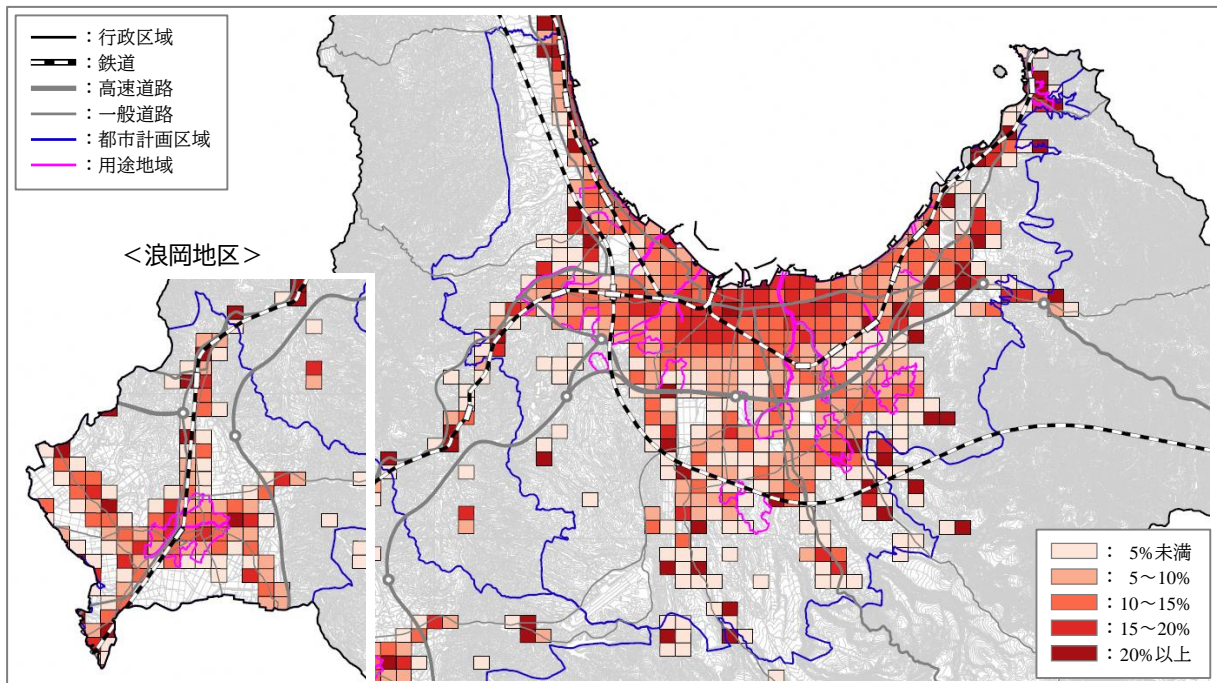 ：行政区域
：鉄道
：高速道路
：一般道路
：都市計画区域
：用途地域
＜浪岡地区＞
： 5%未満
：5～10%
：10～15%
：15～20%
：20%以上